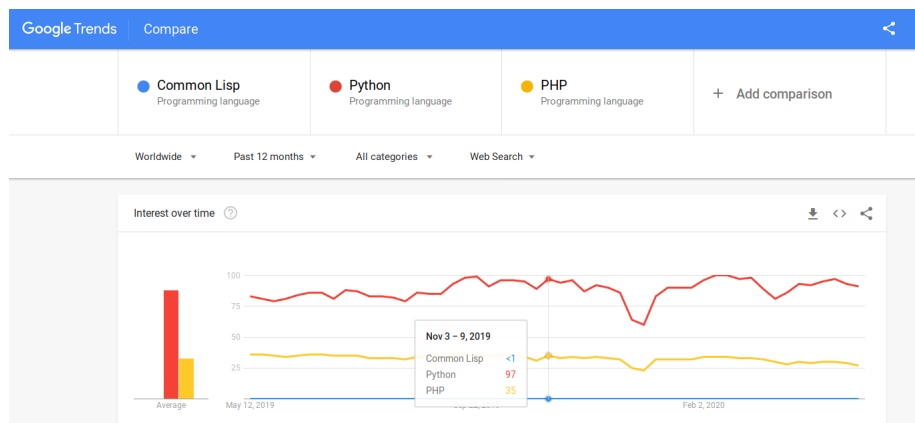 Google Trends Compare
Common Lisp
Programming language
Python
Programming language
PHP
Programming language
+ Add comparison
Worldwide
Past 12 months
All categories
Web Search
Interest over time ?
100
75
50
25
Nov 3 – 9, 2019
Common Lisp <1
Python 97
PHP 35
Average
May 12, 2019
Feb 2, 2020